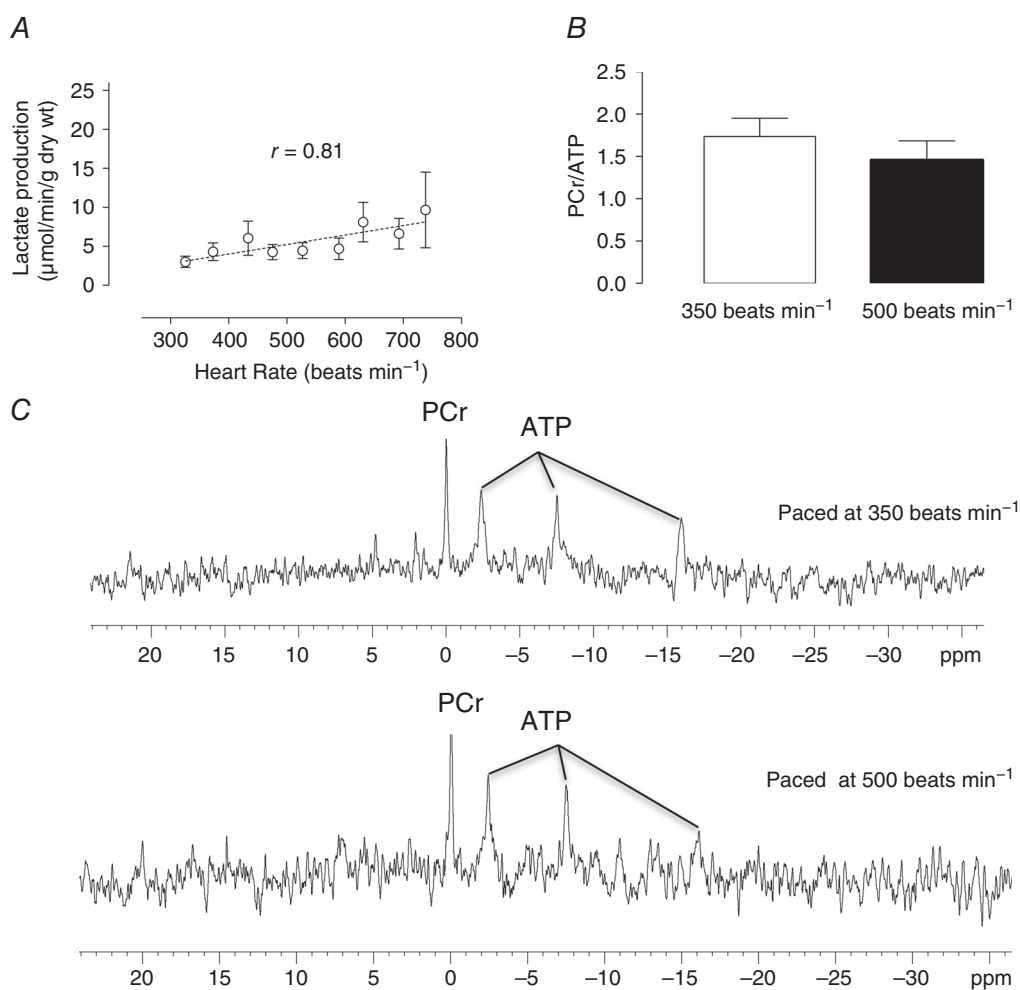 A
Lactate production
(µmol/min/g dry wt)
25
20
15
10
5
0
r = 0.81
300 400 500 600 700 800
Heart Rate (beats min⁻¹)
B
PCr/ATP
2.5
2.0
1.5
1.0
0.5
0.0
350 beats min⁻¹ 500 beats min⁻¹
C
PCr
ATP
Paced at 350 beats min⁻¹
20 15 10 5 0 –5 –10 –15 –20 –25 –30 ppm
PCr
ATP
Paced at 500 beats min⁻¹
20 15 10 5 0 –5 –10 –15 –20 –25 –30 ppm